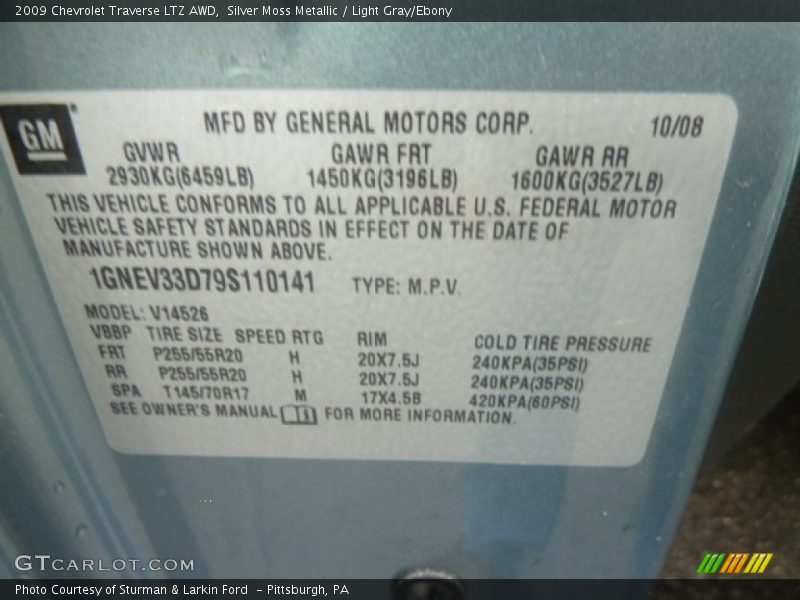 2009 Chevrolet Traverse LTZ AWD,  Silver Moss Metallic / Light Gray/Ebony
GM
MFD BY GENERAL MOTORS CORP.
10/08
GVWR GAWR FRT GAWR RR
2930KG(6459LB) 1450KG(3196LB) 1600KG(3527LB)
THIS VEHICLE CONFORMS TO ALL APPLICABLE U.S. FEDERAL MOTOR
VEHICLE SAFETY STANDARDS IN EFFECT ON THE DATE OF
MANUFACTURE SHOWN ABOVE.
1GNEV33D79S110141 TYPE: M.P.V.
MODEL: V14526
VBBP TIRE SIZE SPEED RTG RIM COLD TIRE PRESSURE
FRT P255/55R20 H 20X7.5J 240KPA(35PSI)
RR P255/55R20 H 20X7.5J 240KPA(35PSI)
SPA T145/70R17 M 17X4.5B 420KPA(60PSI)
SEE OWNER'S MANUAL FOR MORE INFORMATION.
GTCARLOT.COM
Photo Courtesy of Sturman & Larkin Ford  - Pittsburgh, PA